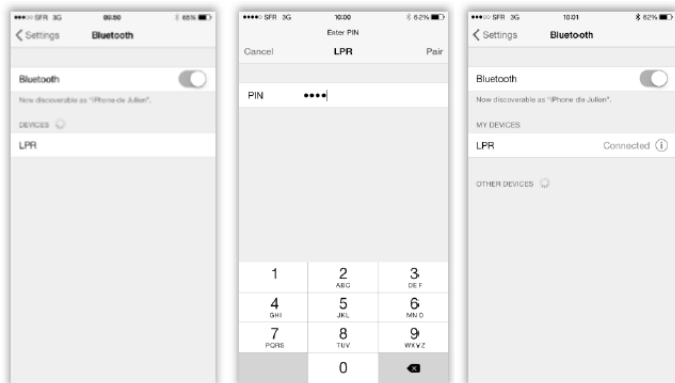 SFR 3G 09:59 65%
Settings Bluetooth
Bluetooth
Now discoverable as "iPhone de Julien".
DEVICES
LPR
SFR 3G 10:00 62%
Enter PIN
Cancel LPR Pair
PIN ••••
1 2 3
ABC DEF
4 5 6
GHI JKL MNO
7 8 9
PQRS TUV WXYZ
0
SFR 3G 10:01 62%
Settings Bluetooth
Bluetooth
Now discoverable as "iPhone de Julien".
MY DEVICES
LPR Connected
OTHER DEVICES